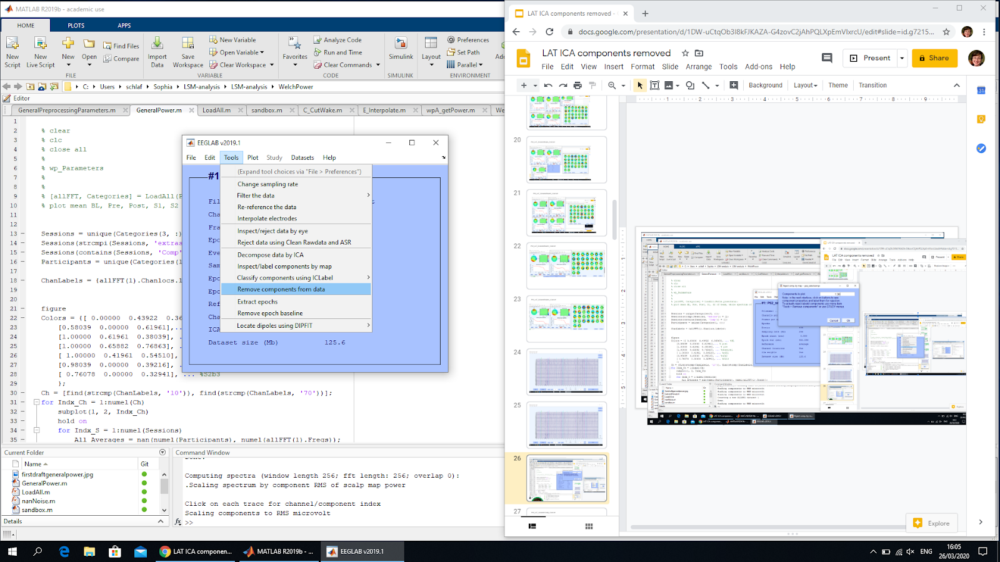 MATLAB R2019b - academic use
HOME PLOTS APPS
New Script
New Live Script
New
Open
Find Files
Compare
FILE
Import Data
Save Workspace
New Variable
Open Variable
Clear Workspace
VARIABLE
Favorites
Analyze Code
Run and Time
Clear Commands
CODE
Simulink
SIMULINK
Layout
Preferences
Set Path
Parallel
ENVIRONMENT
C: Users schlaf Sophia LSM-analysis LSM-analysis WelchPower
Editor
GeneralPreprocessingParameters.m GeneralPower.m LoadAll.m sandbox.m C_CutWake.m E_Interpolate.m wpA_getPower.m We
1
2 % clear
3 % clc
4 % close all
5 %
6 % wp_Parameters
7 %
8 %
9 % [allFFT, Categories] = LoadAll(
10 % plot mean BL, Pre, Post, S1, S2
11
12
13 Sessions = unique(Categories(3, :)
14 Sessions(strcmpi(Sessions, 'extras
15 Sessions(contains(Sessions, 'Comp'
16 Participants = unique(Categories(1
17
18 ChanLabels = {allFFT(1).Chanlocs.l
19
20
21 figure
22 Colors = {[ 0.00000 0.43922 0.36
23 [0.58039 0.00000 0.61961],..
24 [1.00000 0.61961 0.38039], ..
25 [1.00000 0.65882 0.76863], ..
26 [ 1.00000 0.41961 0.54510],
27 [0.98039 0.00000 0.39216], .
28 [ 0.76078 0.00000 0.32941], ... %S2b3
29 };
30 Ch = [find(strcmp(ChanLabels, '10')), find(strcmp(ChanLabels, '70'))];
31 for Indx_Ch = 1:numel(Ch)
32 subplot(1, 2, Indx_Ch)
33 hold on
34 for Indx_S = 1:numel(Sessions)
35 All_Averages = nan(numel(Participants), numel(allFFT(1).Freqs));
EEGLAB v2019.1
File Edit Tools Plot Study Datasets Help
#1
(Expand tool choices via "File > Preferences")
Change sampling rate
Filter the data
Re-reference the data
Interpolate electrodes
Inspect/reject data by eye
Reject data using Clean Rawdata and ASR
Decompose data by ICA
Inspect/label components by map
Classify components using ICLabel
Remove components from data
Extract epochs
Remove epoch baseline
Locate dipoles using DIPFIT
Fil
Cha
Fra
Epo
Eve
Sam
Epo
Epo
Ref
Cha
ICA
Dataset size (Mb) 125.6
Current Folder
Name Git
firstdraftgeneralpower.jpg
GeneralPower.m
LoadAll.m
nanNoise.m
sandbox.m
Details
Command Window
Done.
Computing spectra (window length 256; fft length: 256; overlap 0):
.Scaling spectrum by component RMS of scalp map power
Click on each trace for channel/component index
Scaling components to RMS microvolt
fx >>
LAT ICA components removed -
docs.google.com/presentation/d/1DW-uCtqOb3I8kFJKAZA-G4zovC2jAhPQLXpEmVIxrcU/edit#slide=id.g7215...
LAT ICA components removed
File Edit View Insert Format Slide Arrange Tools Add-ons Help
Present
Share
Background Layout Theme Transition
1 2 3 4 5 6 7 8 9
20
21
22
23
24
25
26
27
Explore
LAT ICA componen...
MATLAB R2019b - ...
EEGLAB v2019.1
ENG
16:05
26/03/2020